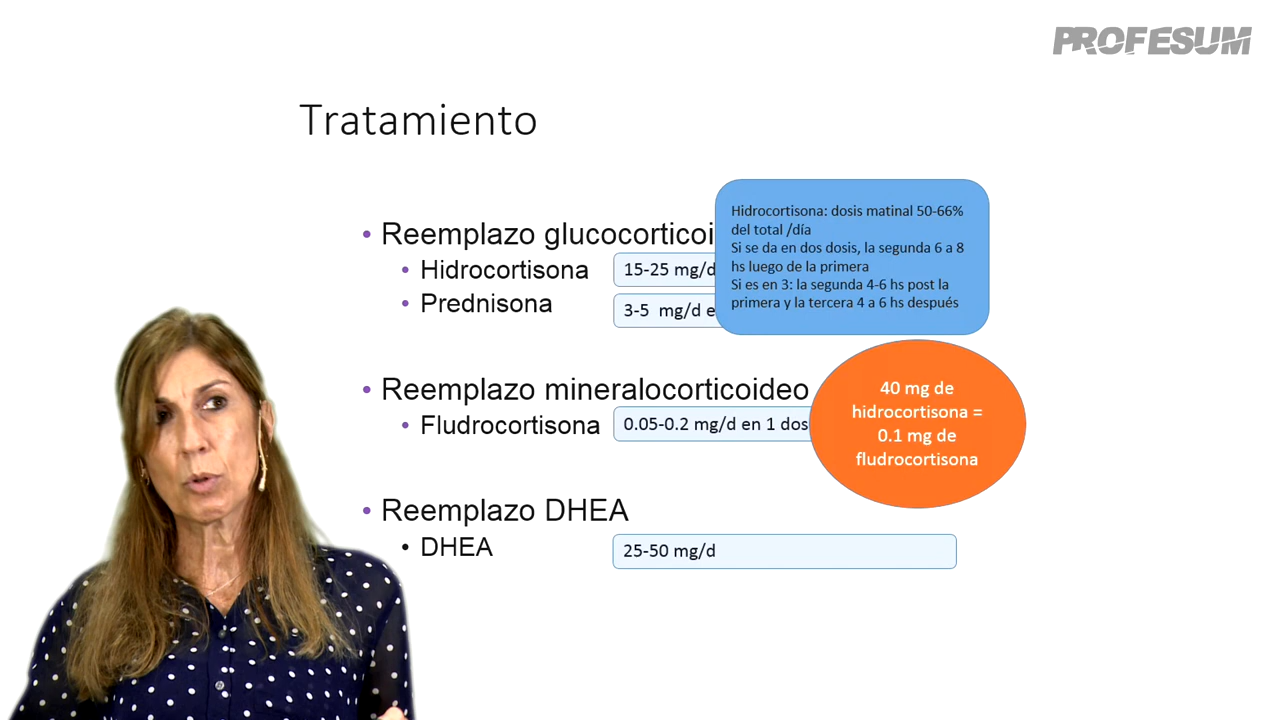 PROFESUM
Tratamiento
• Reemplazo glucocorticoi
• Hidrocortisona
15-25 mg/d
• Prednisona
3-5 mg/d e
Hidrocortisona: dosis matinal 50-66%
del total /día
Si se da en dos dosis, la segunda 6 a 8
hs luego de la primera
Si es en 3: la segunda 4-6 hs post la
primera y la tercera 4 a 6 hs después
• Reemplazo mineralocorticoideo
• Fludrocortisona
0.05-0.2 mg/d en 1 dos
40 mg de
hidrocortisona =
0.1 mg de
fludrocortisona
• Reemplazo DHEA
• DHEA
25-50 mg/d